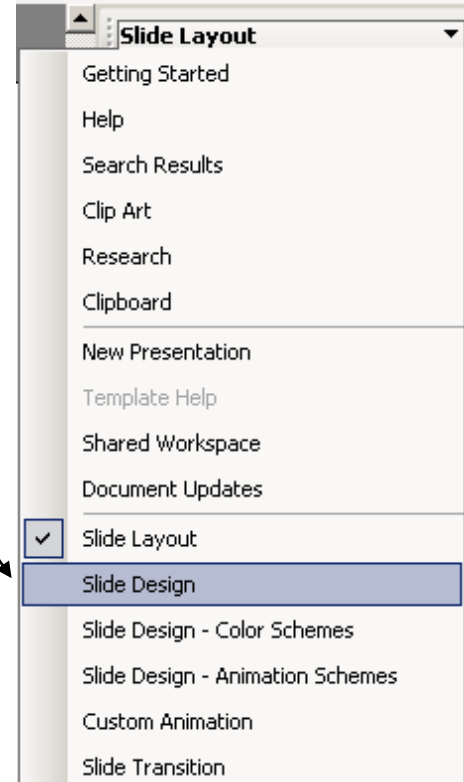 Slide Layout
Getting Started
Help
Search Results
Clip Art
Research
Clipboard
New Presentation
Template Help
Shared Workspace
Document Updates
Slide Layout
Slide Design
Slide Design - Color Schemes
Slide Design - Animation Schemes
Custom Animation
Slide Transition